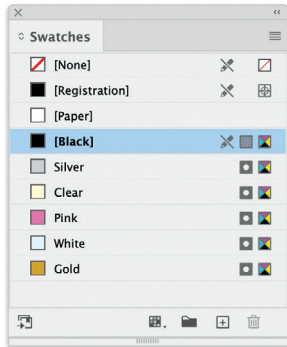 Swatches
[None]
[Registration]
[Paper]
[Black]
Silver
Clear
Pink
White
Gold